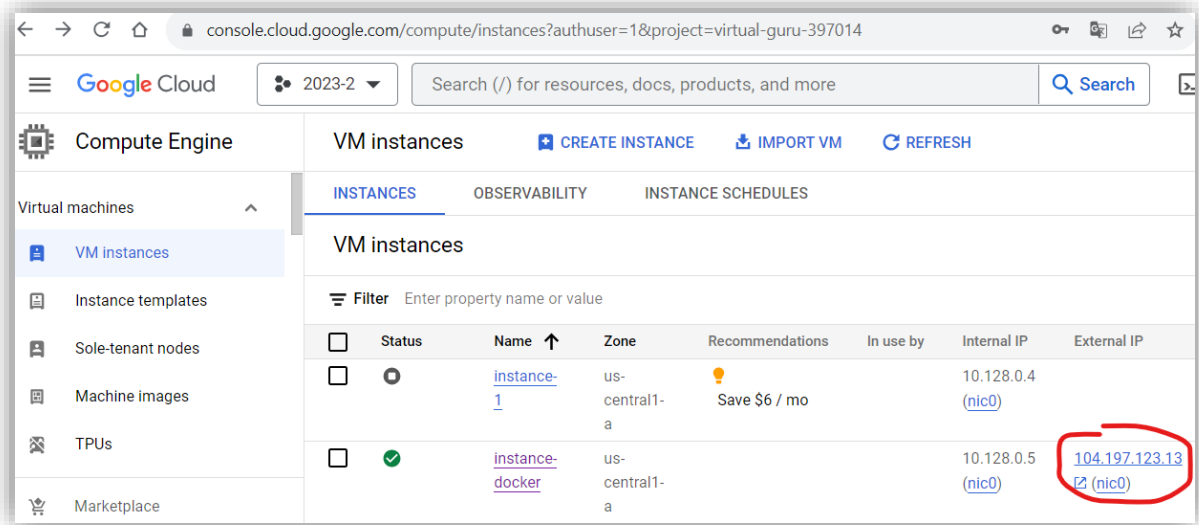 console.cloud.google.com/compute/instances?authuser=1&project=virtual-guru-397014
Google Cloud
2023-2
Search (/) for resources, docs, products, and more
Search
Compute Engine
VM instances
CREATE INSTANCE
IMPORT VM
REFRESH
Virtual machines
INSTANCES
OBSERVABILITY
INSTANCE SCHEDULES
VM instances
VM instances
Instance templates
Sole-tenant nodes
Machine images
TPUs
Marketplace
Filter Enter property name or value
Status Name Zone Recommendations In use by Internal IP External IP
instance-
1
us-
central1-
a
Save $6 / mo
10.128.0.4
(nic0)
instance-
docker
us-
central1-
a
10.128.0.5
(nic0)
104.197.123.13
(nic0)